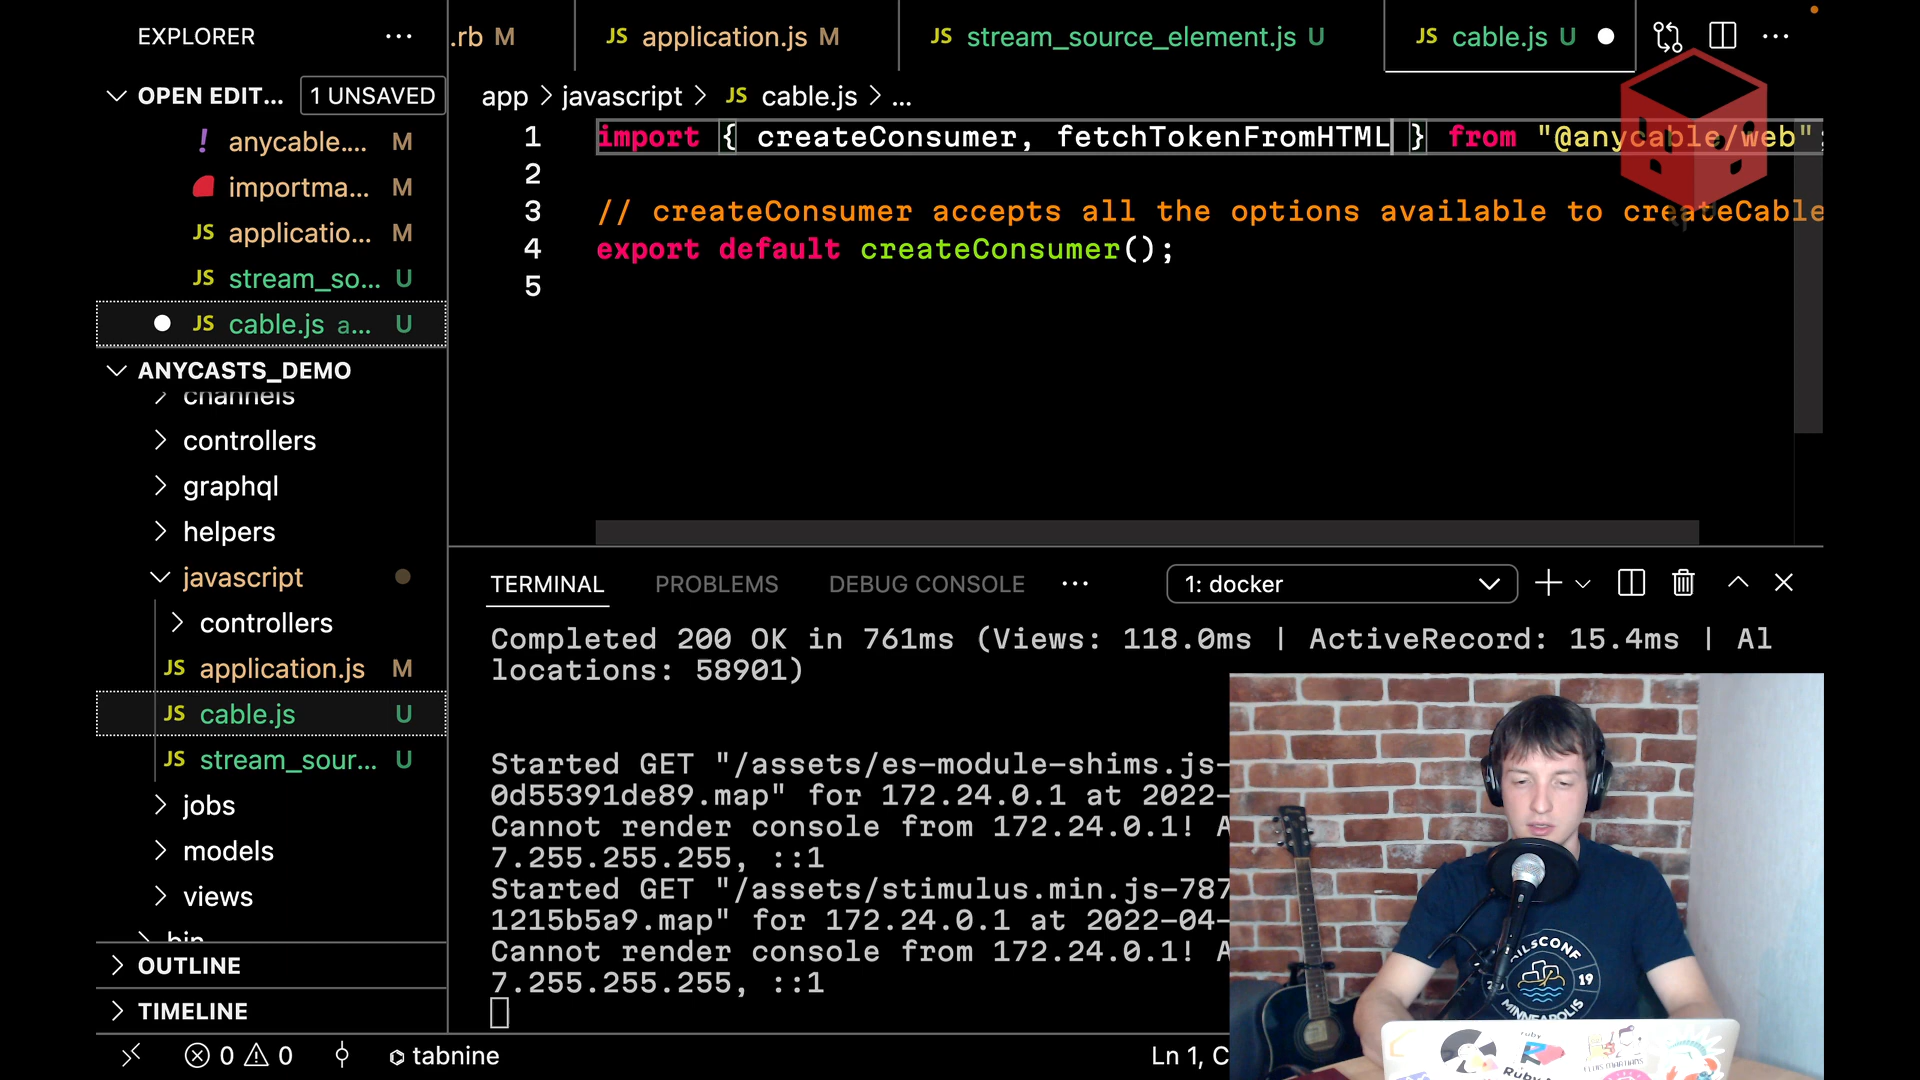 EXPLORER ...
.rb M
JS application.js M
JS stream_source_element.js U
JS cable.js U
OPEN EDIT... 1 UNSAVED
! anycable.... M
importma... M
JS applicatio... M
JS stream_so... U
JS cable.js a... U
ANYCASTS_DEMO
channels
controllers
graphql
helpers
javascript
controllers
JS application.js M
JS cable.js U
JS stream_sour... U
jobs
models
views
bin
OUTLINE
TIMELINE
app > javascript > JS cable.js > ...
1 import { createConsumer, fetchTokenFromHTML } from "@anycable/web";
2
3 // createConsumer accepts all the options available to createCable
4 export default createConsumer();
5
TERMINAL PROBLEMS DEBUG CONSOLE ... 1: docker
Completed 200 OK in 761ms (Views: 118.0ms | ActiveRecord: 15.4ms | Al
locations: 58901)
Started GET "/assets/es-module-shims.js-
0d55391de89.map" for 172.24.0.1 at 2022-
Cannot render console from 172.24.0.1! A
7.255.255.255, ::1
Started GET "/assets/stimulus.min.js-787
1215b5a9.map" for 172.24.0.1 at 2022-04-
Cannot render console from 172.24.0.1! A
7.255.255.255, ::1
0 0 tabnine
Ln 1, C
ILSCONF
19
MINNEAPOLIS
ruby